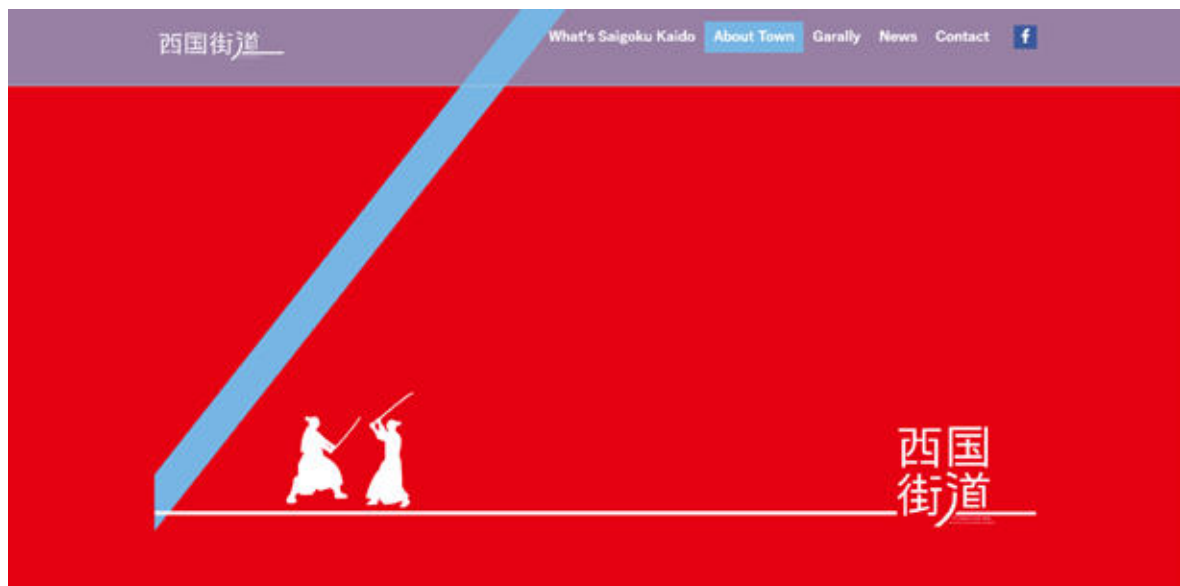 西国街道
What's Saigoku Kaido About Town Garally News Contact f
西国
街道